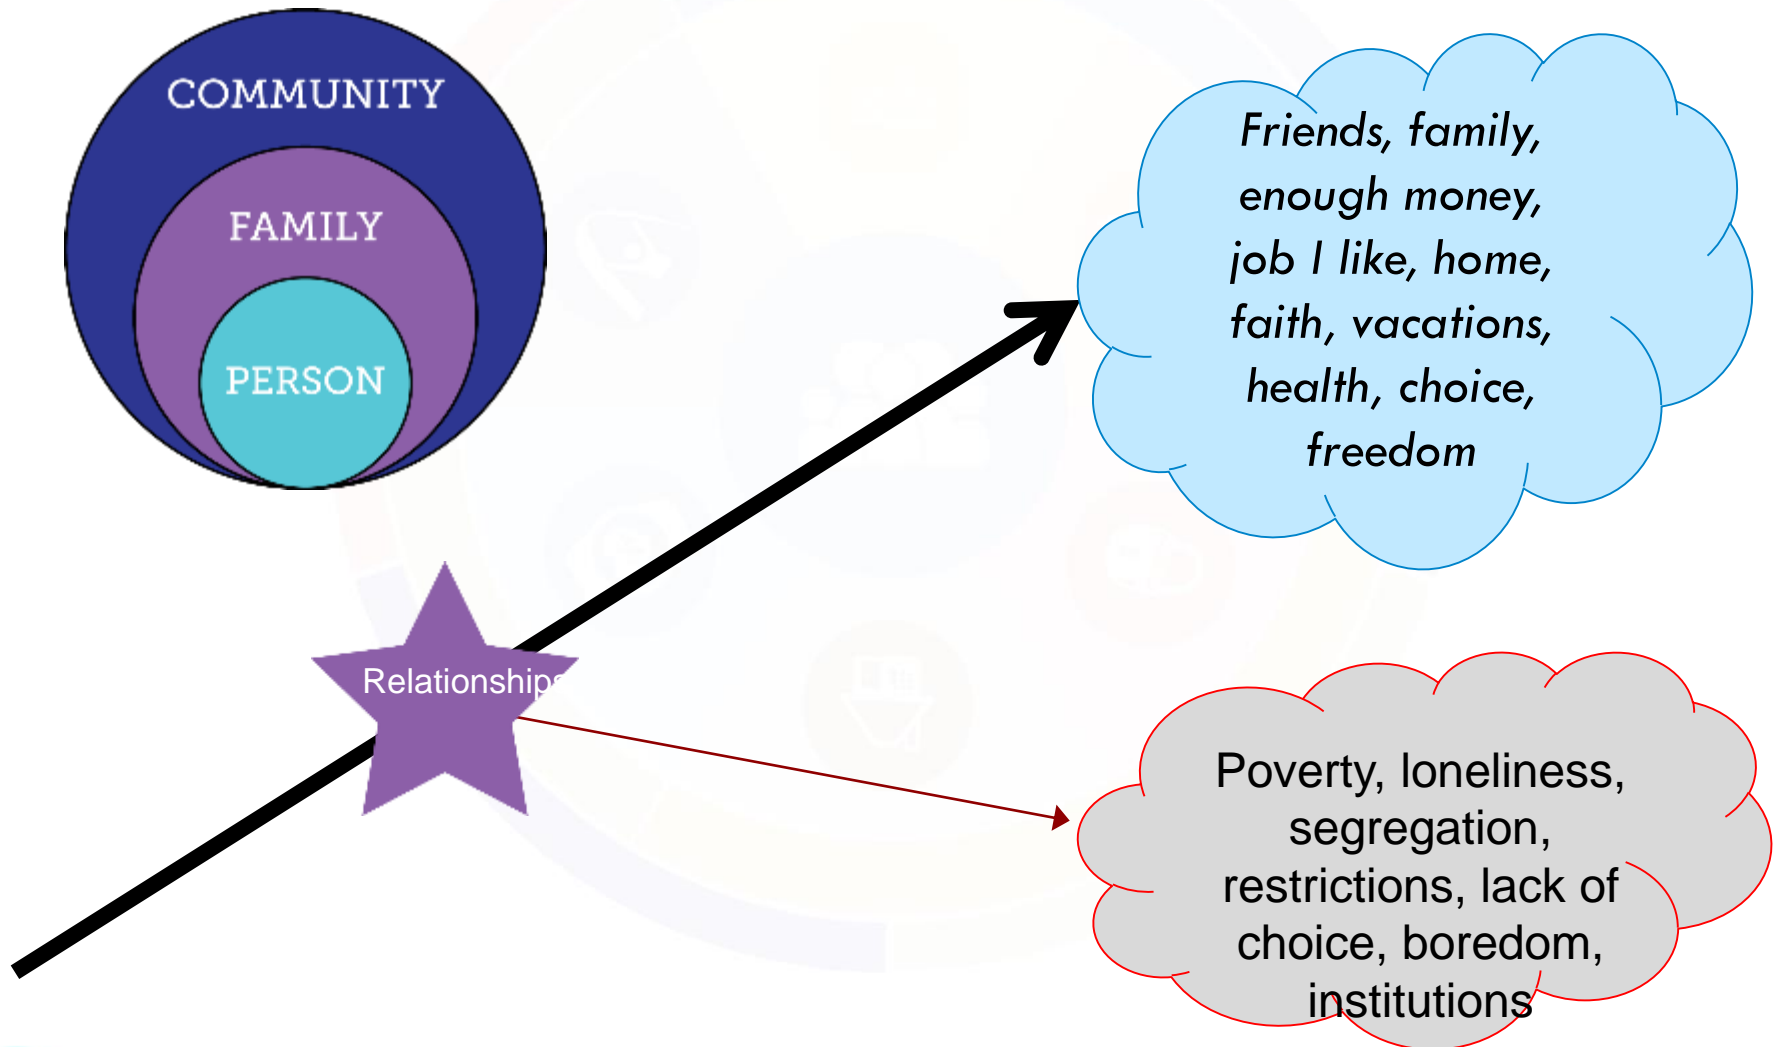 COMMUNITY
FAMILY
PERSON
Friends, family,
enough money,
job I like, home,
faith, vacations,
health, choice,
freedom
Relationships
Poverty, loneliness,
segregation,
restrictions, lack of
choice, boredom,
institutions